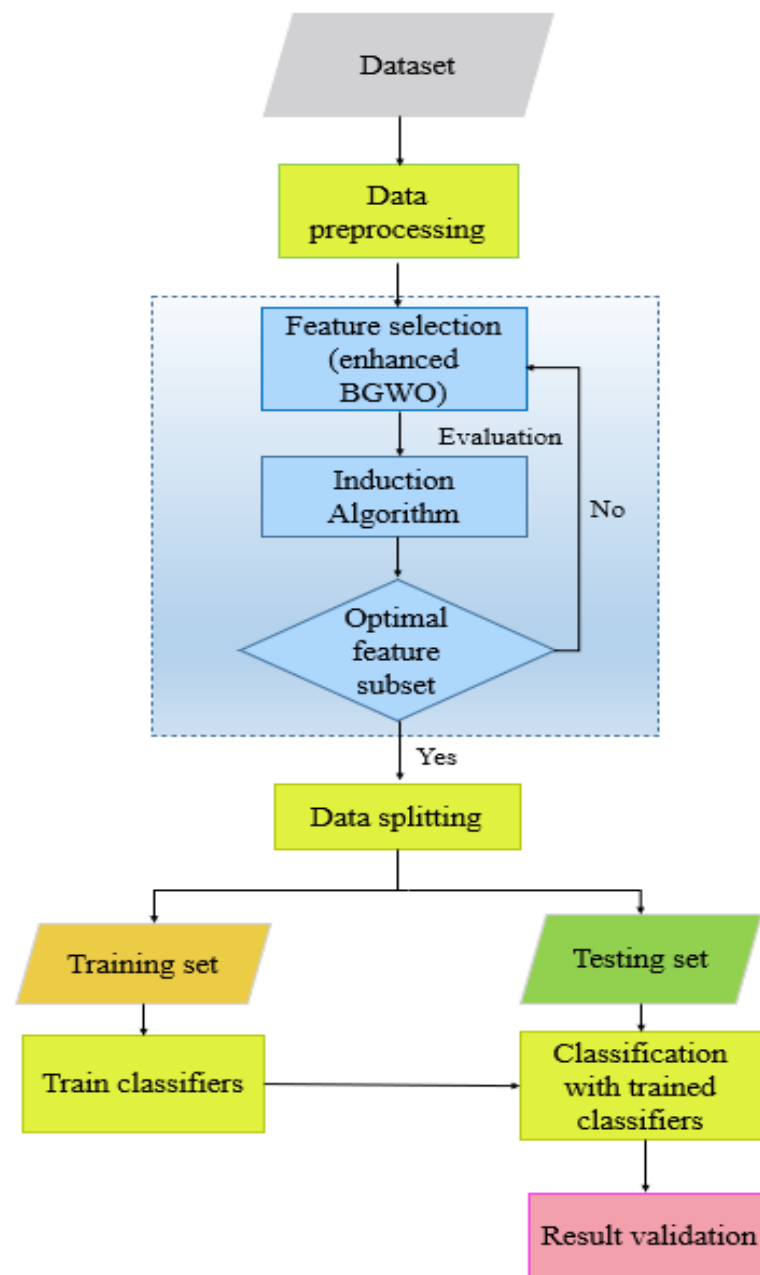 Dataset
Data
preprocessing
Feature selection
(enhanced
BGWO)
Evaluation
Induction
Algorithm
No
Optimal
feature
subset
Yes
Data splitting
Training set
Testing set
Train classifiers
Classification
with trained
classifiers
Result validation